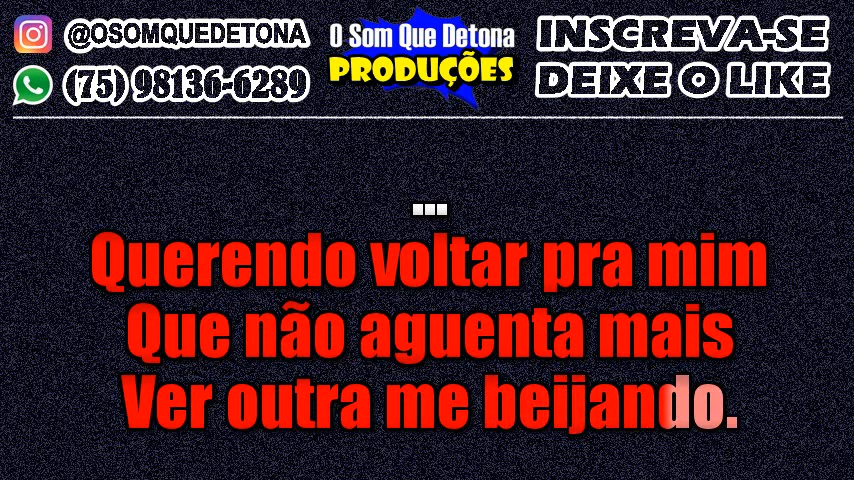 @OSOMQUEDETONA
(75) 98136-6289
O Som Que Detona
PRODUÇÕES
INSCREVA-SE
DEIXE O LIKE
...
Querendo voltar pra mim
Que não aguenta mais
Ver outra me beijando.